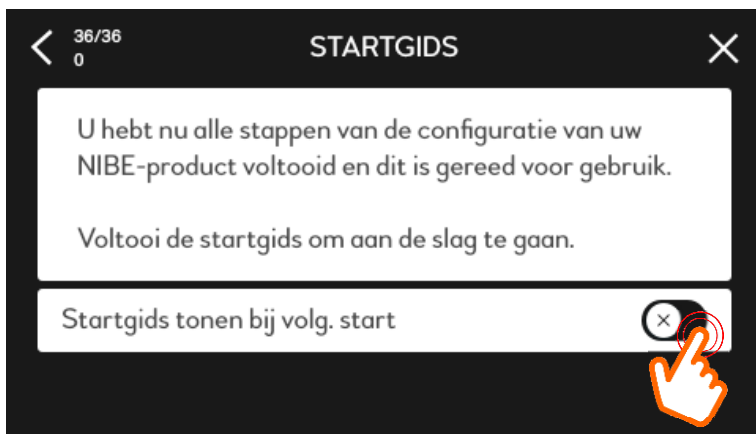 36/36
0
STARTGIDS
U hebt nu alle stappen van de configuratie van uw
NIBE-product voltooid en dit is gereed voor gebruik.
Voltooi de startgids om aan de slag te gaan.
Startgids tonen bij volg. start